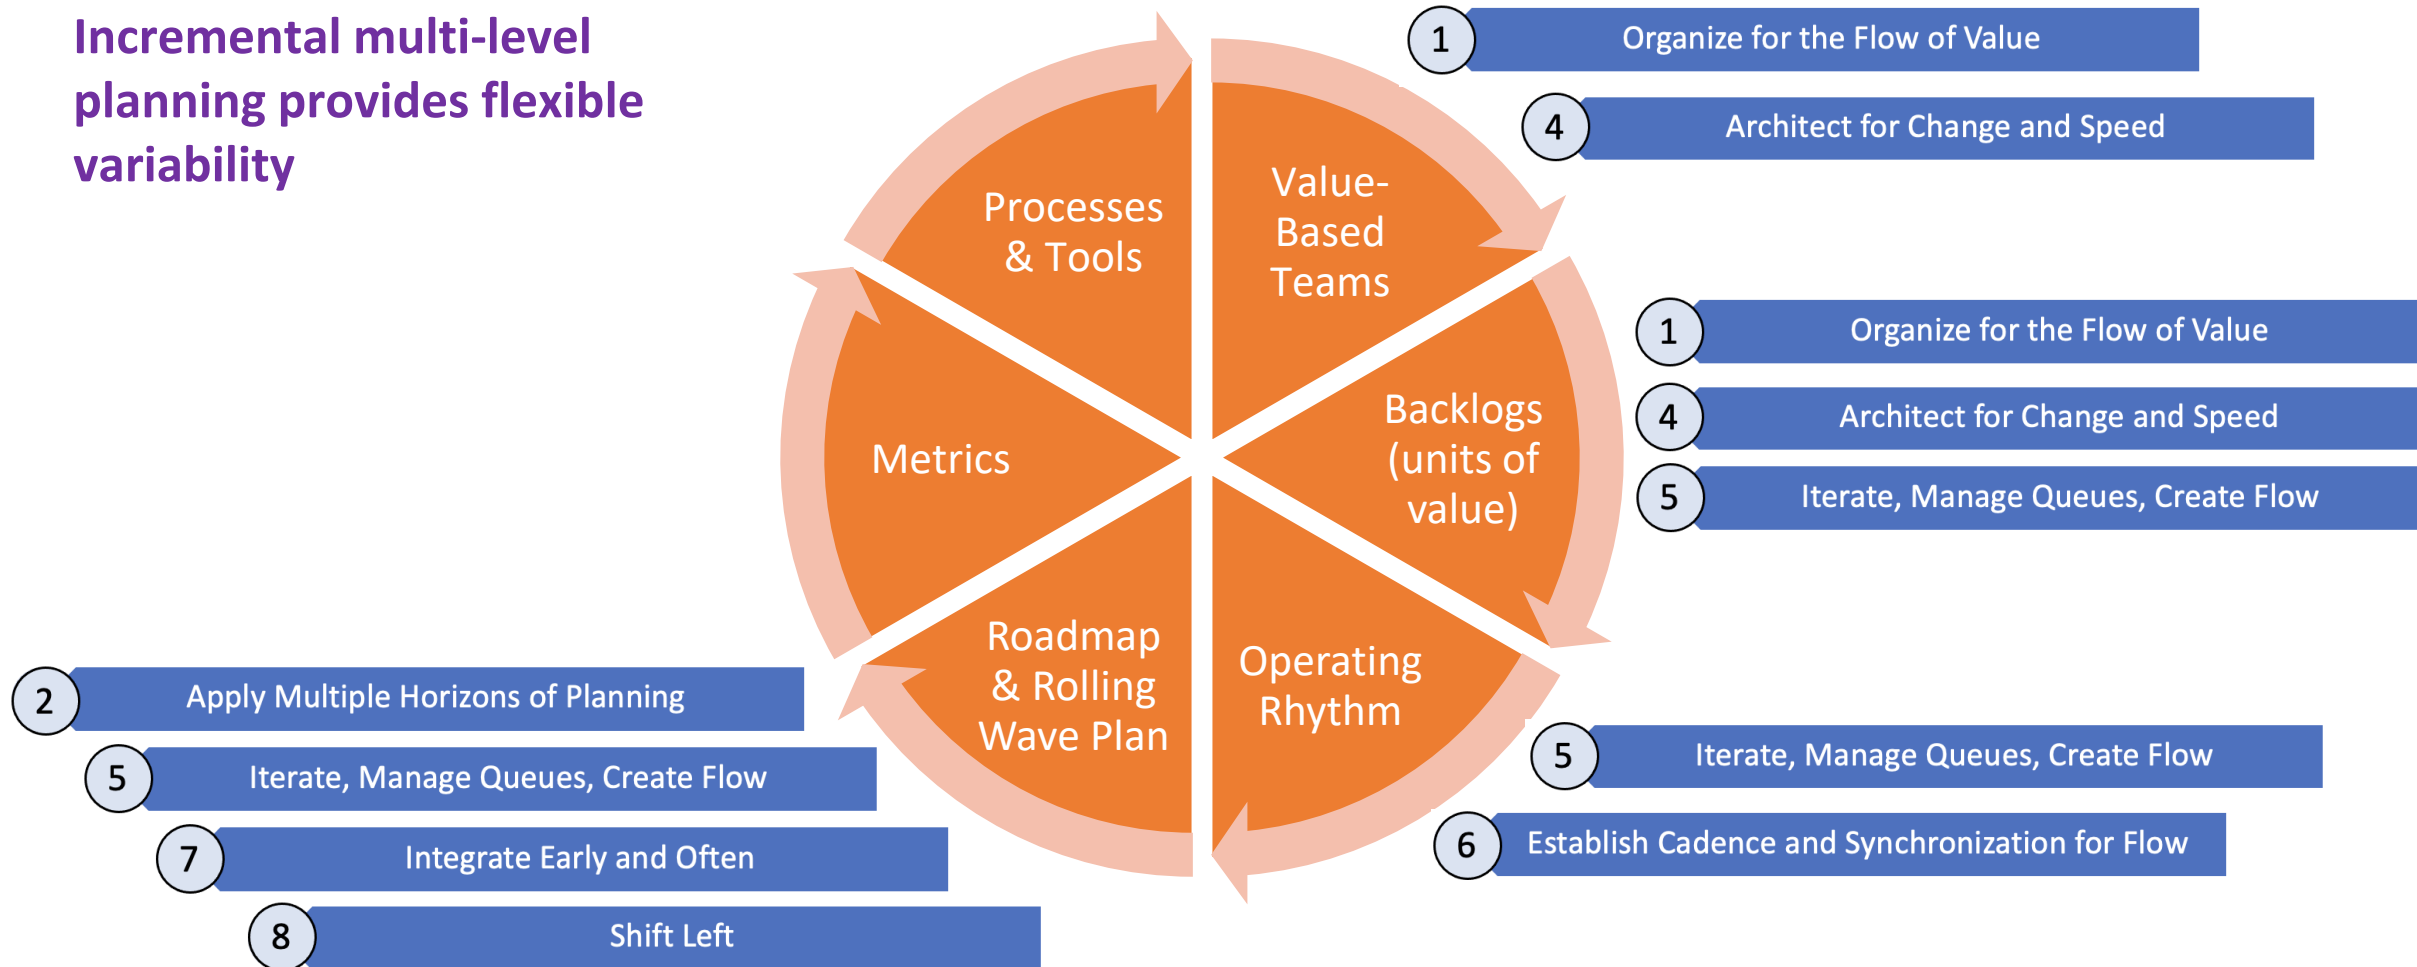 Incremental multi-level
planning provides flexible
variability
1
Organize for the Flow of Value
4
Architect for Change and Speed
Processes
& Tools
Value-
Based
Teams
1
Organize for the Flow of Value
4
Architect for Change and Speed
5
Iterate, Manage Queues, Create Flow
Backlogs
(units of
value)
Metrics
Operating
Rhythm
5
Iterate, Manage Queues, Create Flow
6
Establish Cadence and Synchronization for Flow
Roadmap
& Rolling
Wave Plan
2
Apply Multiple Horizons of Planning
5
Iterate, Manage Queues, Create Flow
7
Integrate Early and Often
8
Shift Left